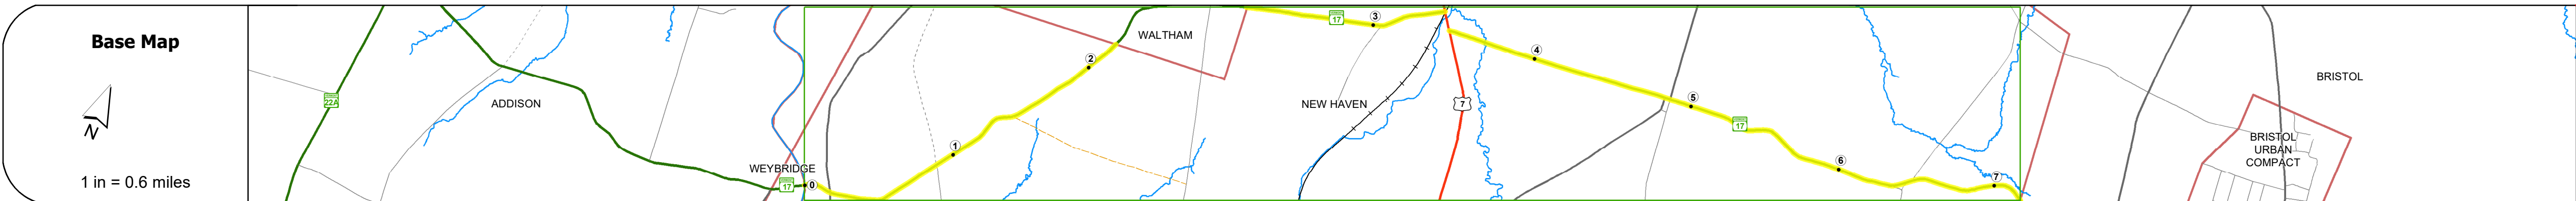 Base Map
N
1 in = 0.6 miles
22A
ADDISON
WEYBRIDGE
17
0
1
2
WALTHAM
17
3
NEW HAVEN
7
4
5
17
6
7
BRISTOL
BRISTOL
URBAN
COMPACT